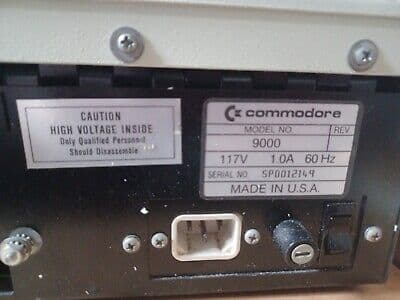 CAUTION
HIGH VOLTAGE INSIDE
Only Qualified Personnel
Should Disassemble
commodore
MODEL NO. REV.
9000
117V 1.0A 60 Hz
SERIAL NO. SP0012149
MADE IN U.S.A.